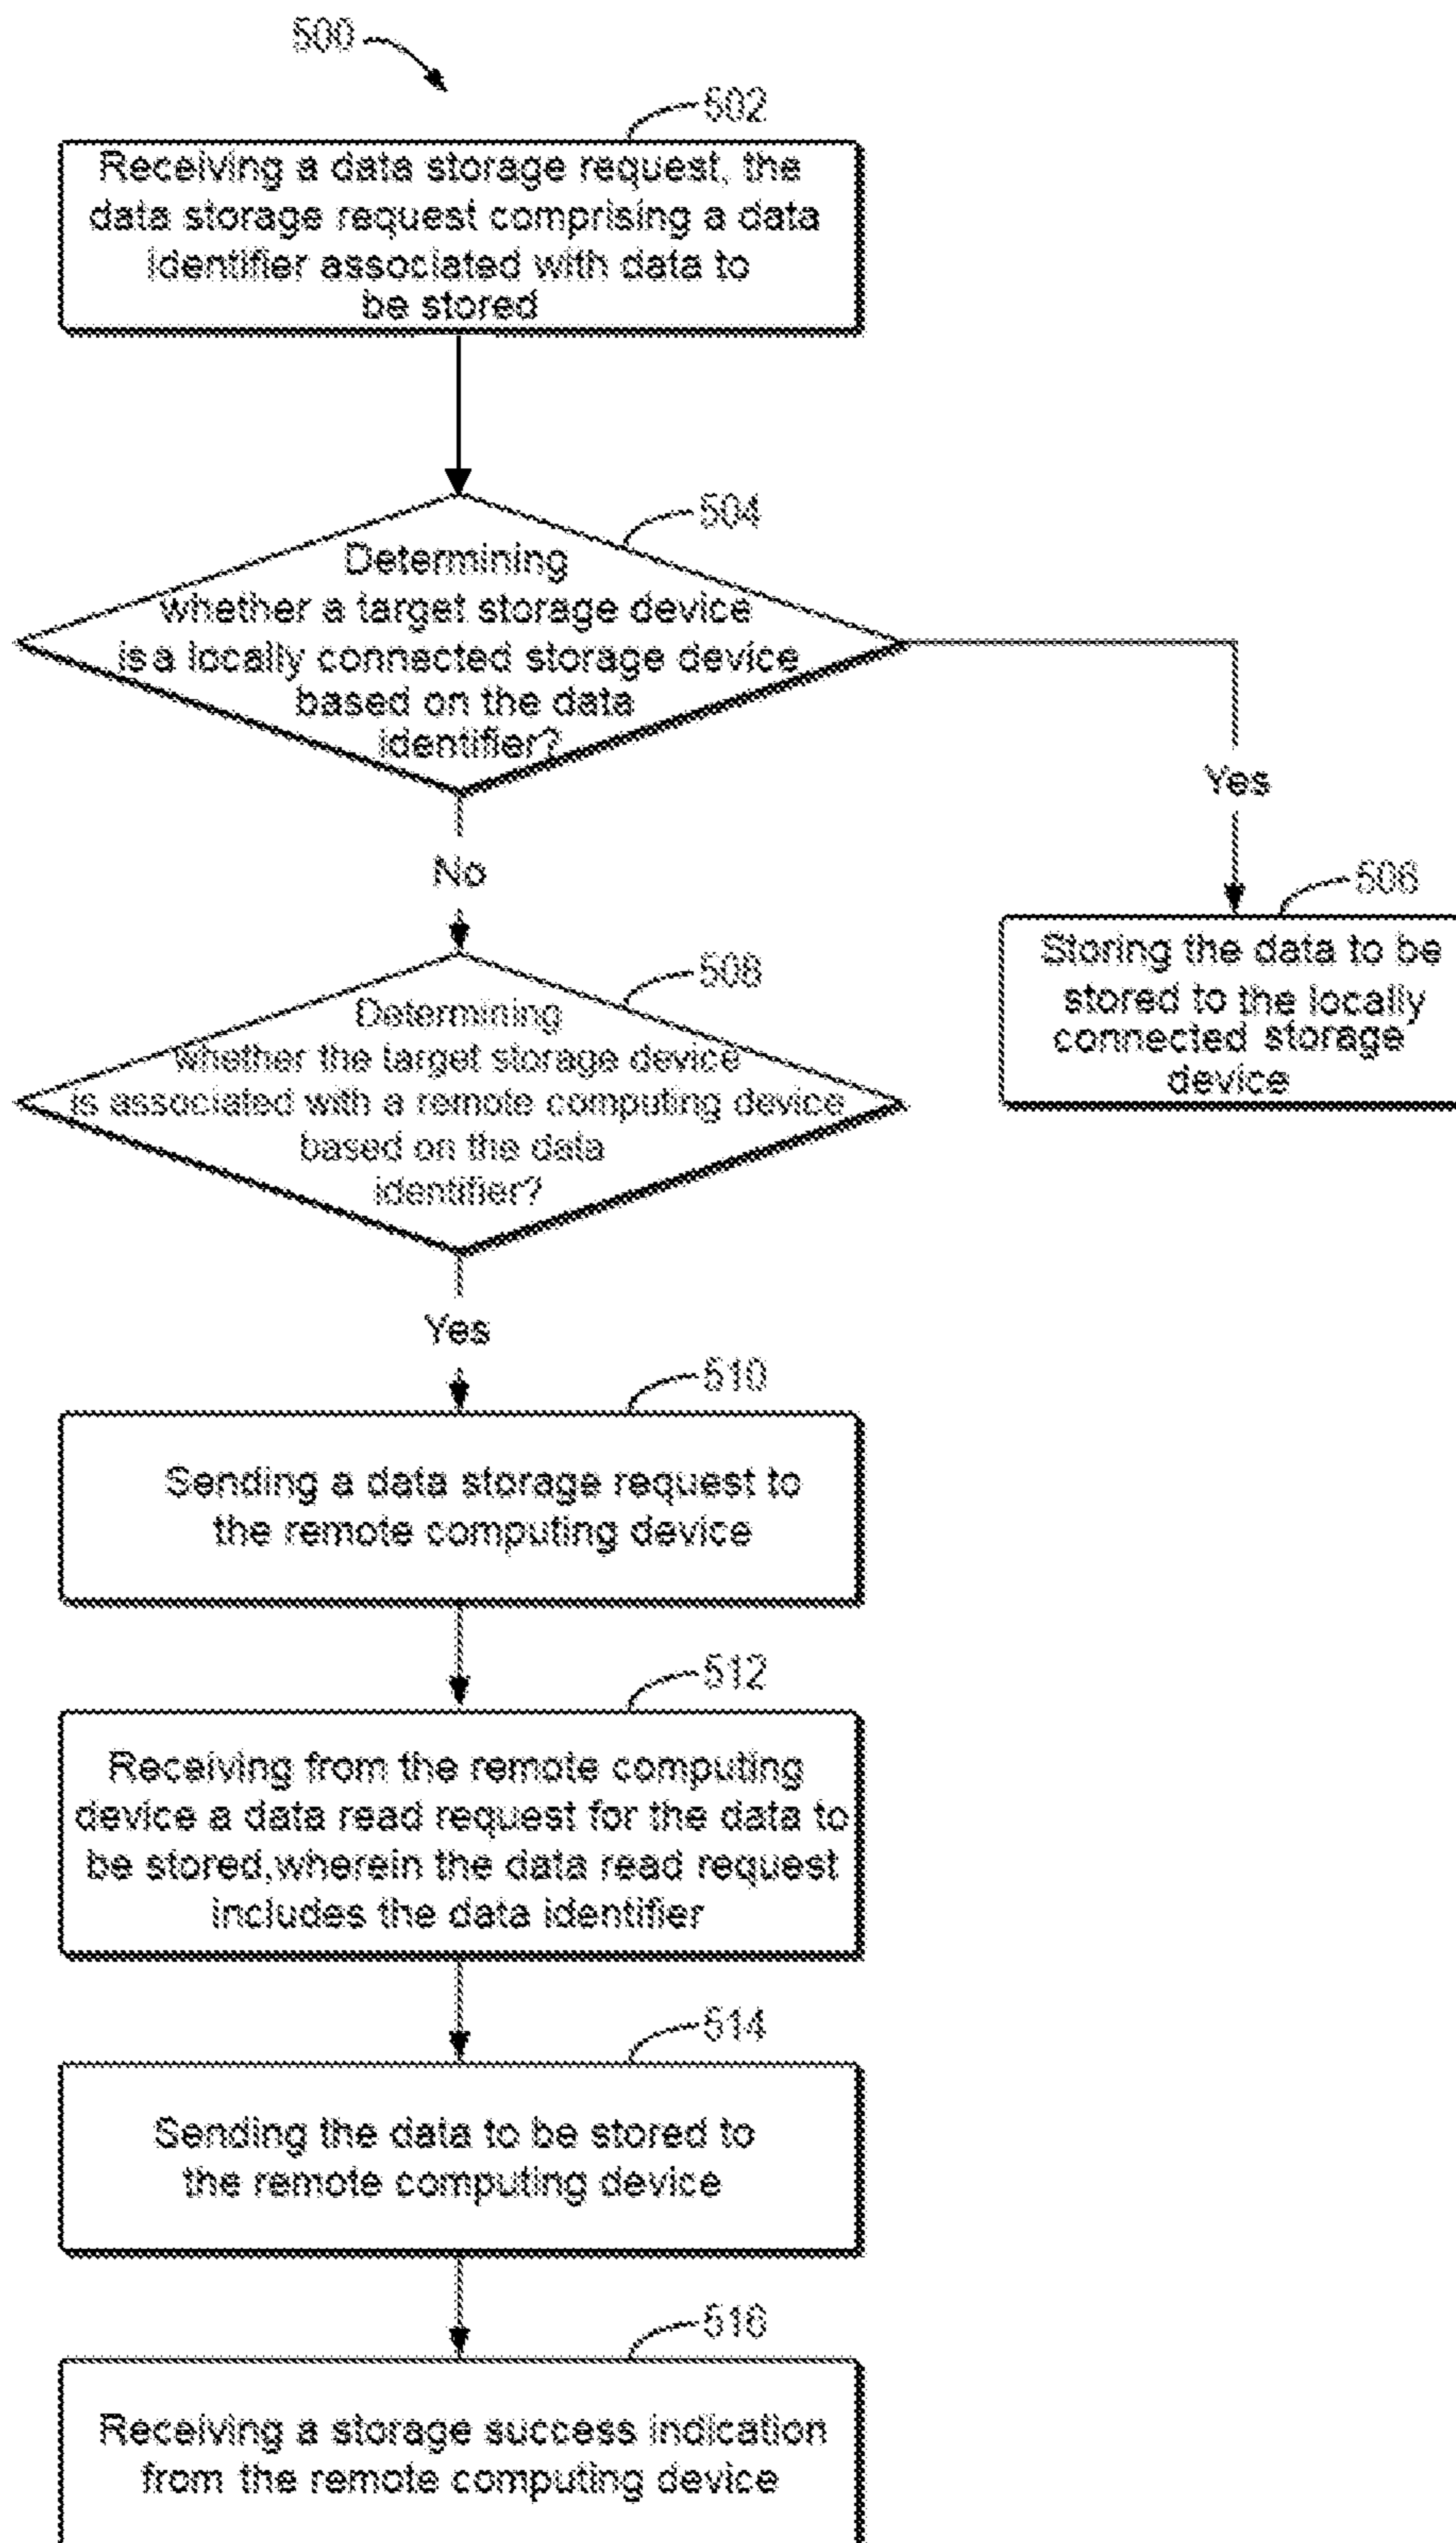 500
502
Receiving a data storage request, the
data storage request comprising a data
identifier associated with data to
be stored
504
Determining
whether a target storage device
is a locally connected storage device
based on the data
identifier?
Yes
No
506
Storing the data to be
stored to the locally
connected storage
device
508
Determining
whether the target storage device
is associated with a remote computing device
based on the data
identifier?
Yes
510
Sending a data storage request to
the remote computing device
512
Receiving from the remote computing
device a data read request for the data to
be stored,wherein the data read request
includes the data identifier
514
Sending the data to be stored to
the remote computing device
516
Receiving a storage success indication
from the remote computing device